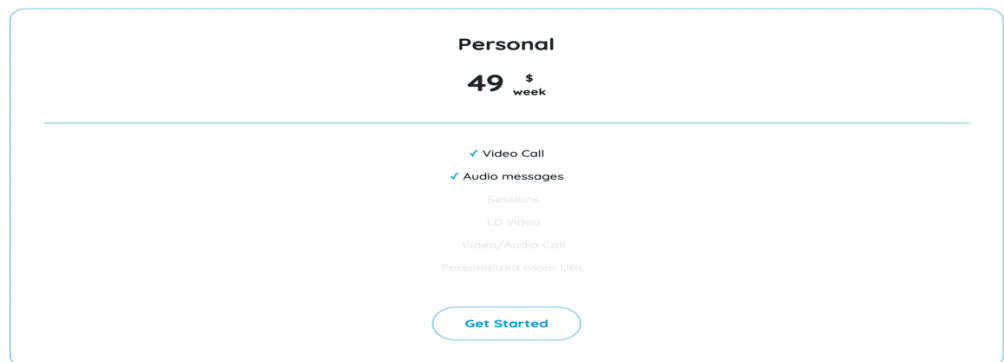 Personal
49 $
week
✓ Video Call
✓ Audio messages
Sessions
LD video
Video/Audio Call
Personalized room URL
Get Started